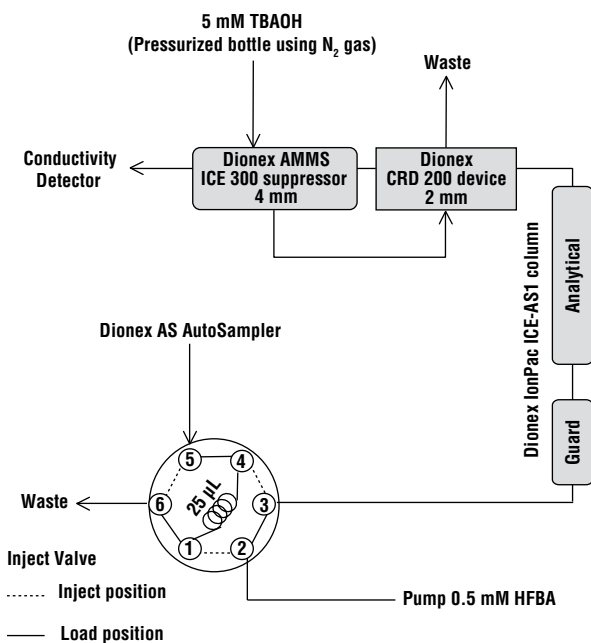 5 mM TBAOH
(Pressurized bottle using N₂ gas)
Waste
Conductivity
Detector
Dionex AMMS
ICE 300 suppressor
4 mm
Dionex
CRD 200 device
2 mm
Dionex IonPac ICE-AS1 column
Analytical
Guard
Dionex AS AutoSampler
5
4
25 µL
Waste
6
3
1
2
Inject Valve
Inject position
Load position
Pump 0.5 mM HFBA